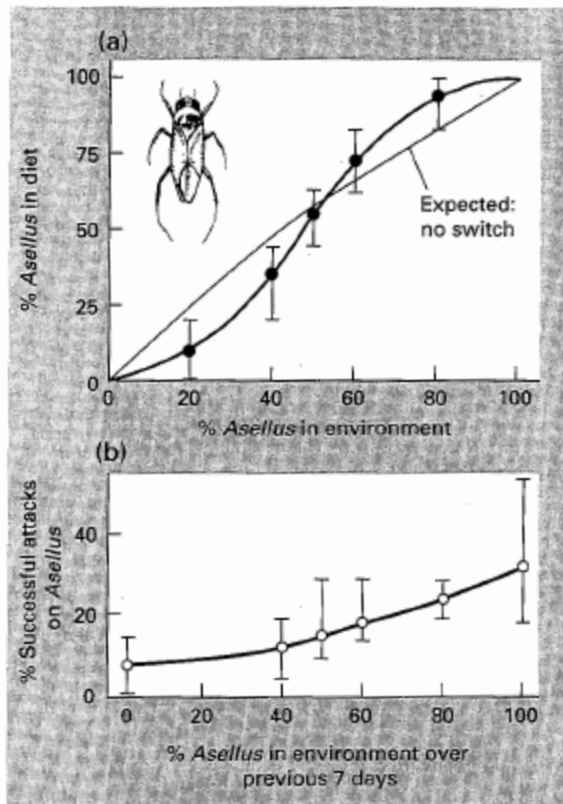 (a)
100
75
50
25
0
% Asellus in diet
Expected:
no switch
0 20 40 60 80 100
% Asellus in environment
(b)
% Successful attacks
on Asellus
40
20
0
0 20 40 60 80 100
% Asellus in environment over
previous 7 days